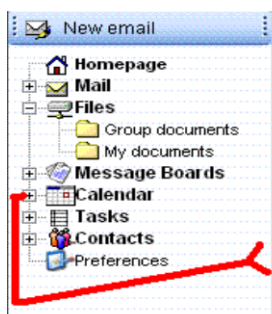 New email
Homepage
Mail
Files
Group documents
My documents
Message Boards
Calendar
Tasks
Contacts
Preferences